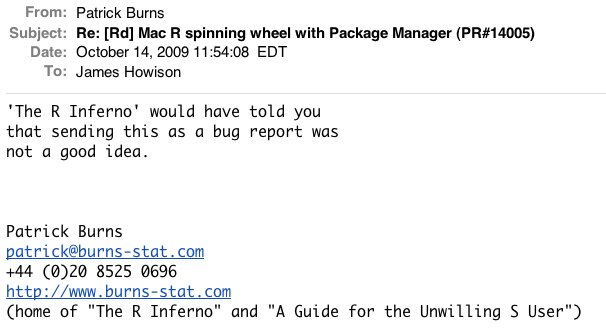 From: Patrick Burns
Subject: Re: [Rd] Mac R spinning wheel with Package Manager (PR#14005)
Date: October 14, 2009 11:54:08 EDT
To: James Howison
'The R Inferno' would have told you
that sending this as a bug report was
not a good idea.
Patrick Burns
patrick@burns-stat.com
+44 (0)20 8525 0696
http://www.burns-stat.com
(home of "The R Inferno" and "A Guide for the Unwilling S User")